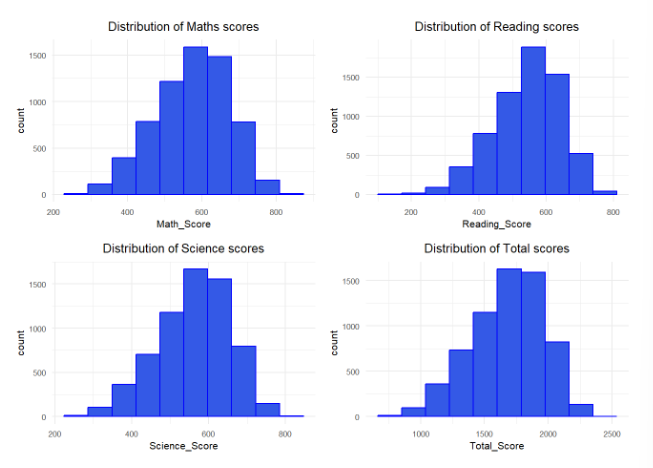 Distribution of Maths scores
1500
1000
500
0
count
200 400 600 800
Math_Score
Distribution of Reading scores
1500
1000
500
0
count
200 400 600 800
Reading_Score
Distribution of Science scores
1500
1000
500
0
count
200 400 600 800
Science_Score
Distribution of Total scores
1500
1000
500
0
count
1000 1500 2000 2500
Total_Score